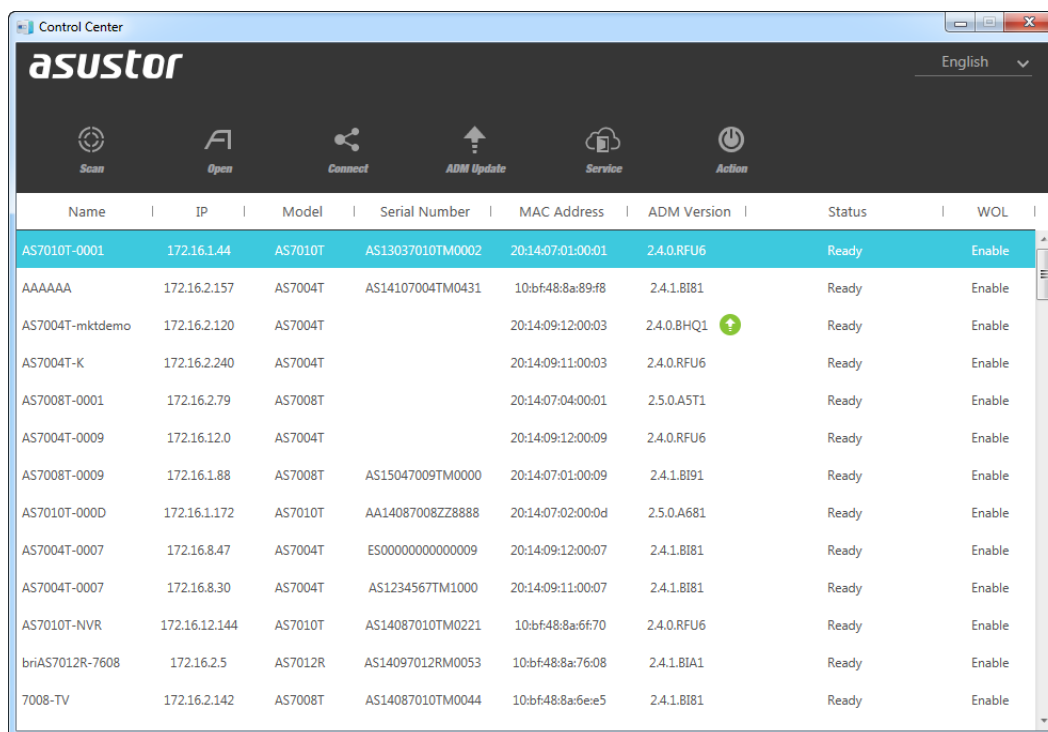 Control Center
asustor
English
Scan Open Connect ADM Update Service Action
Name IP Model Serial Number MAC Address ADM Version Status WOL
AS7010T-0001 172.16.1.44 AS7010T AS13037010TM0002 20:14:07:01:00:01 2.4.0.RFU6 Ready Enable
AAAAAA 172.16.2.157 AS7004T AS14107004TM0431 10:bf:48:8a:89:f8 2.4.1.BI81 Ready Enable
AS7004T-mktdemo 172.16.2.120 AS7004T 20:14:09:12:00:03 2.4.0.BHQ1 Ready Enable
AS7004T-K 172.16.2.240 AS7004T 20:14:09:11:00:03 2.4.0.RFU6 Ready Enable
AS7008T-0001 172.16.2.79 AS7008T 20:14:07:04:00:01 2.5.0.A5T1 Ready Enable
AS7004T-0009 172.16.12.0 AS7004T 20:14:09:12:00:09 2.4.0.RFU6 Ready Enable
AS7008T-0009 172.16.1.88 AS7008T AS15047009TM0000 20:14:07:01:00:09 2.4.1.BI91 Ready Enable
AS7010T-000D 172.16.1.172 AS7010T AA14087008ZZ8888 20:14:07:02:00:0d 2.5.0.A681 Ready Enable
AS7004T-0007 172.16.8.47 AS7004T ES00000000000009 20:14:09:12:00:07 2.4.1.BI81 Ready Enable
AS7004T-0007 172.16.8.30 AS7004T AS1234567TM1000 20:14:09:11:00:07 2.4.1.BI81 Ready Enable
AS7010T-NVR 172.16.12.144 AS7010T AS14087010TM0221 10:bf:48:8a:6f:70 2.4.0.RFU6 Ready Enable
briAS7012R-7608 172.16.2.5 AS7012R AS14097012RM0053 10:bf:48:8a:76:08 2.4.1.BIA1 Ready Enable
7008-TV 172.16.2.142 AS7008T AS14087010TM0044 10:bf:48:8a:6e:e5 2.4.1.BI81 Ready Enable